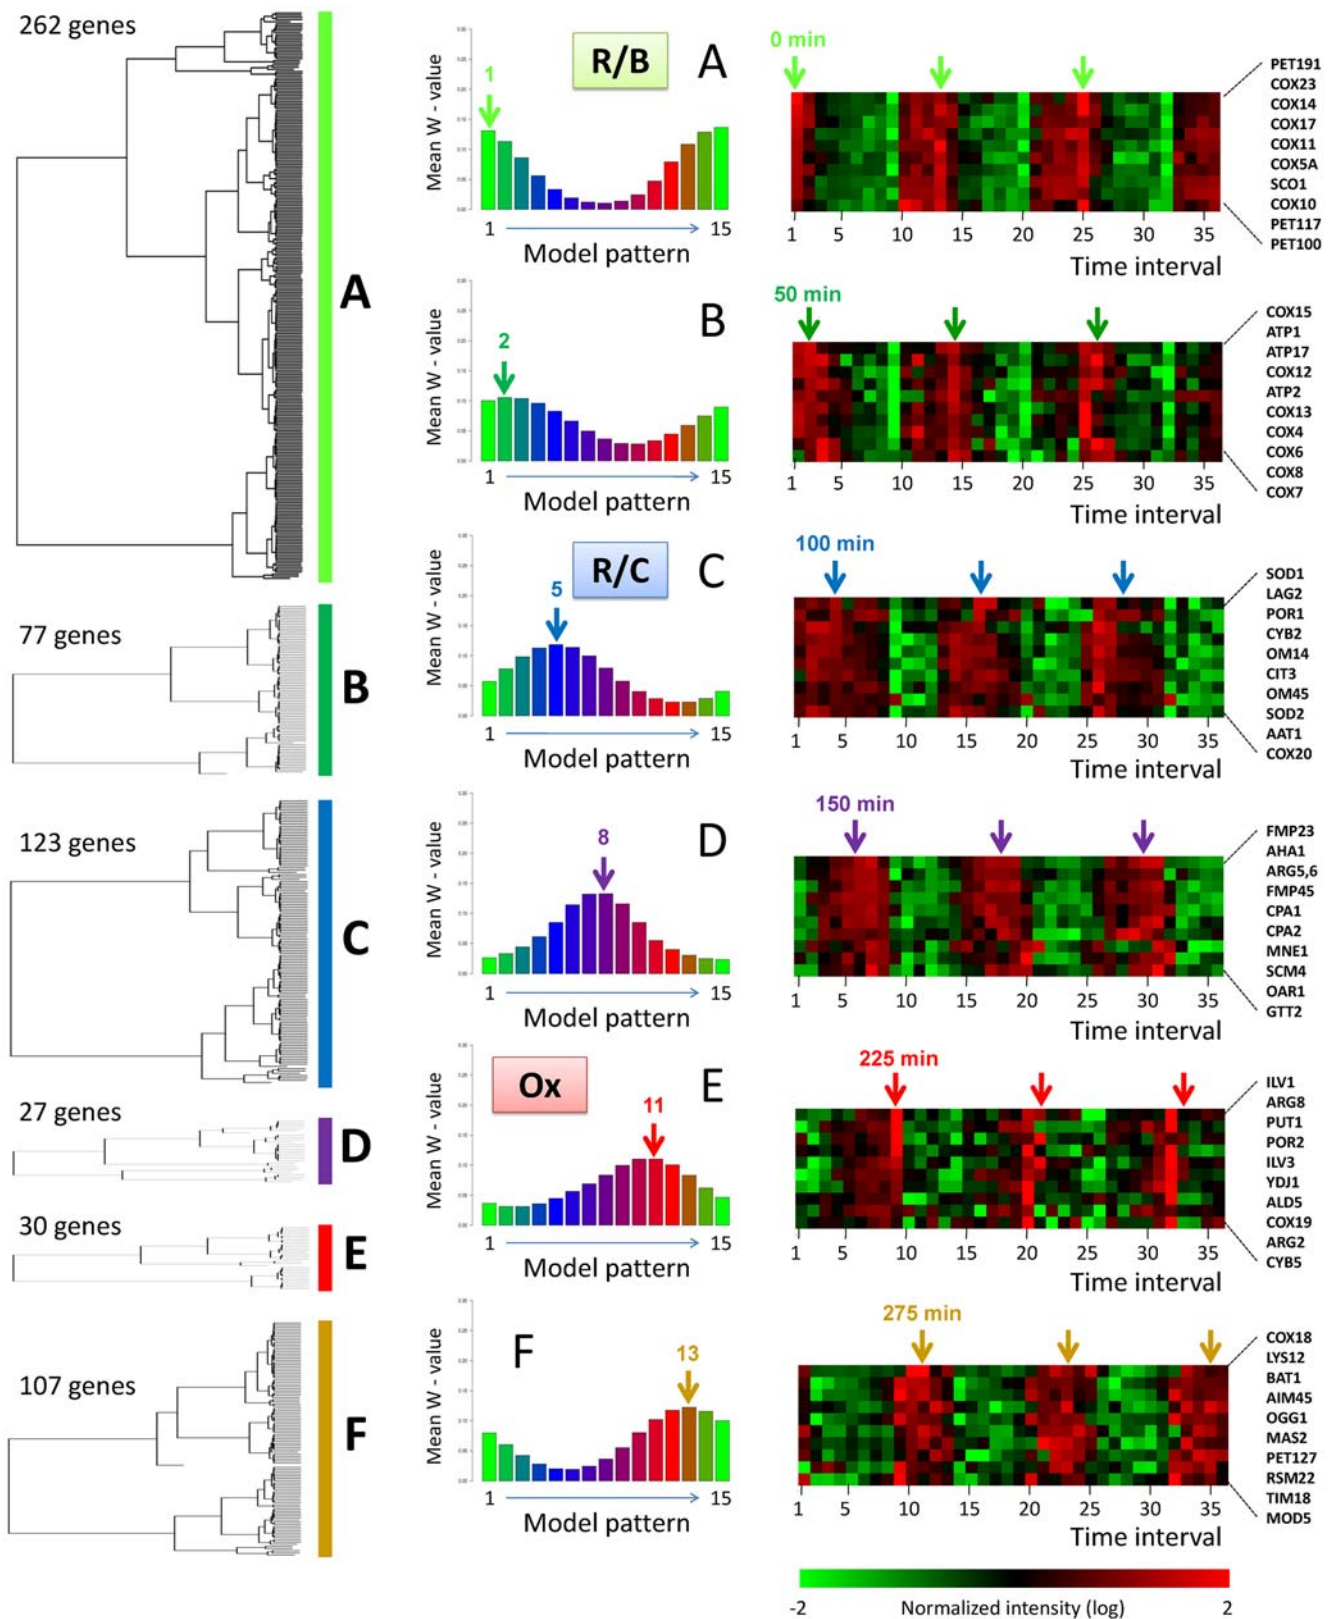 262 genes
A
77 genes
B
123 genes
C
27 genes
D
30 genes
E
107 genes
F
R/B
A
1
Mean W - value
1 15
Model pattern
0 min
1 5 10 15 20 25 30 35
Time interval
PET191
COX23
COX14
COX17
COX11
COX5A
SCO1
COX10
PET117
PET100
B
2
Mean W - value
1 15
Model pattern
50 min
1 5 10 15 20 25 30 35
Time interval
COX15
ATP1
ATP17
COX12
ATP2
COX13
COX4
COX6
COX8
COX7
R/C
C
5
Mean W - value
1 15
Model pattern
100 min
1 5 10 15 20 25 30 35
Time interval
SOD1
LAG2
POR1
CYB2
OM14
CIT3
OM45
SOD2
AAT1
COX20
D
8
Mean W - value
1 15
Model pattern
150 min
1 5 10 15 20 25 30 35
Time interval
FMP23
AHA1
ARG5,6
FMP45
CPA1
CPA2
MNE1
SCM4
OAR1
GTT2
Ox
E
11
Mean W - value
1 15
Model pattern
225 min
1 5 10 15 20 25 30 35
Time interval
ILV1
ARG8
PUT1
POR2
ILV3
YDJ1
ALD5
COX19
ARG2
CYB5
F
13
Mean W - value
1 15
Model pattern
275 min
1 5 10 15 20 25 30 35
Time interval
COX18
LYS12
BAT1
AIM45
OGG1
MAS2
PET127
RSM22
TIM18
MOD5
-2 Normalized intensity (log) 2